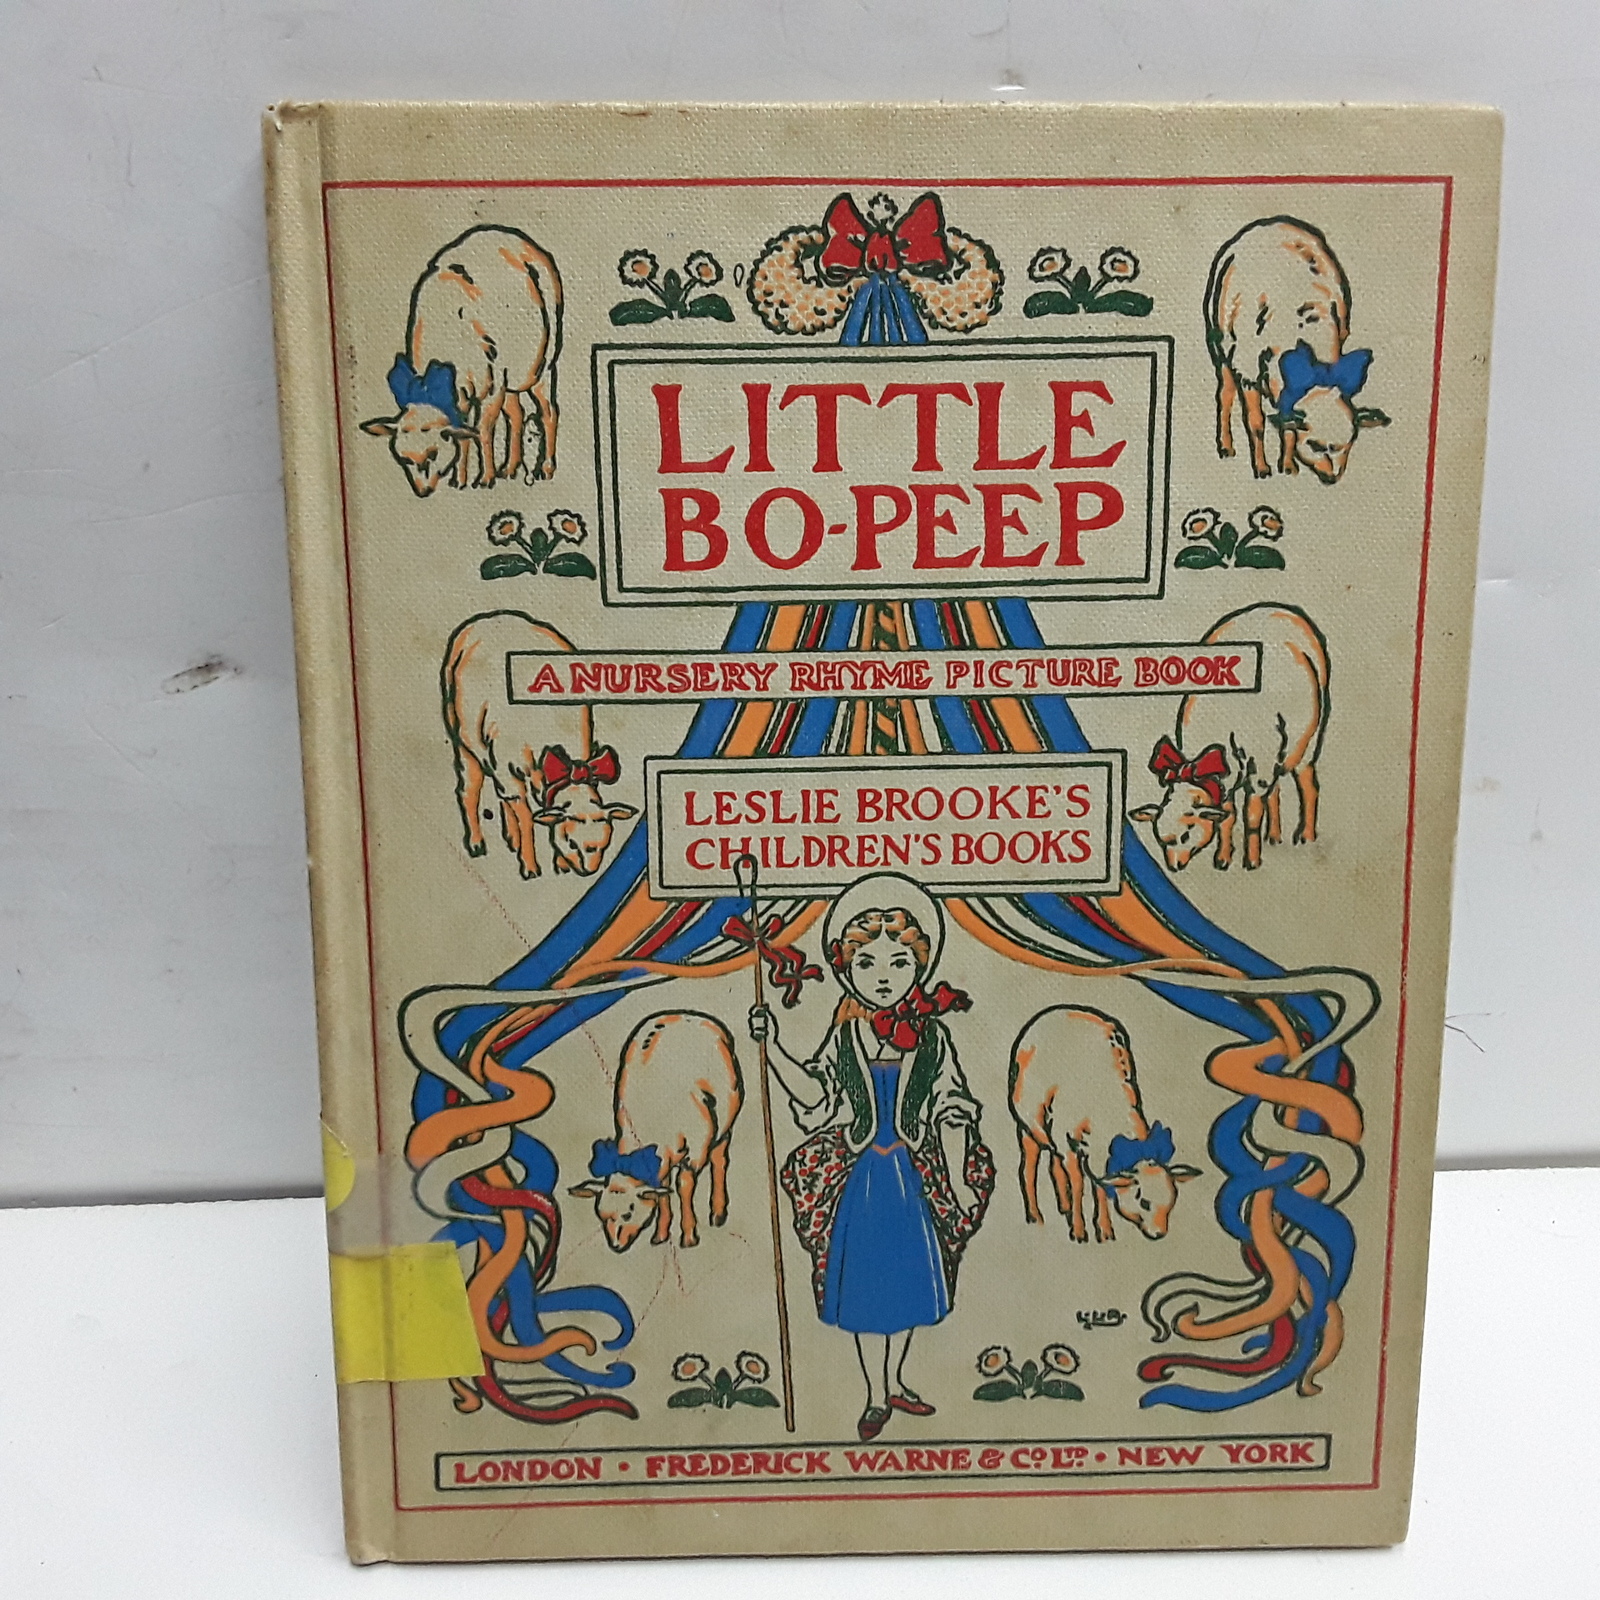 LITTLE
BO-PEEP
A NURSERY RHYME PICTURE BOOK
LESLIE BROOKE'S
CHILDREN'S BOOKS
LONDON · FREDERICK WARNE & Cº Lᵀᴰ · NEW YORK